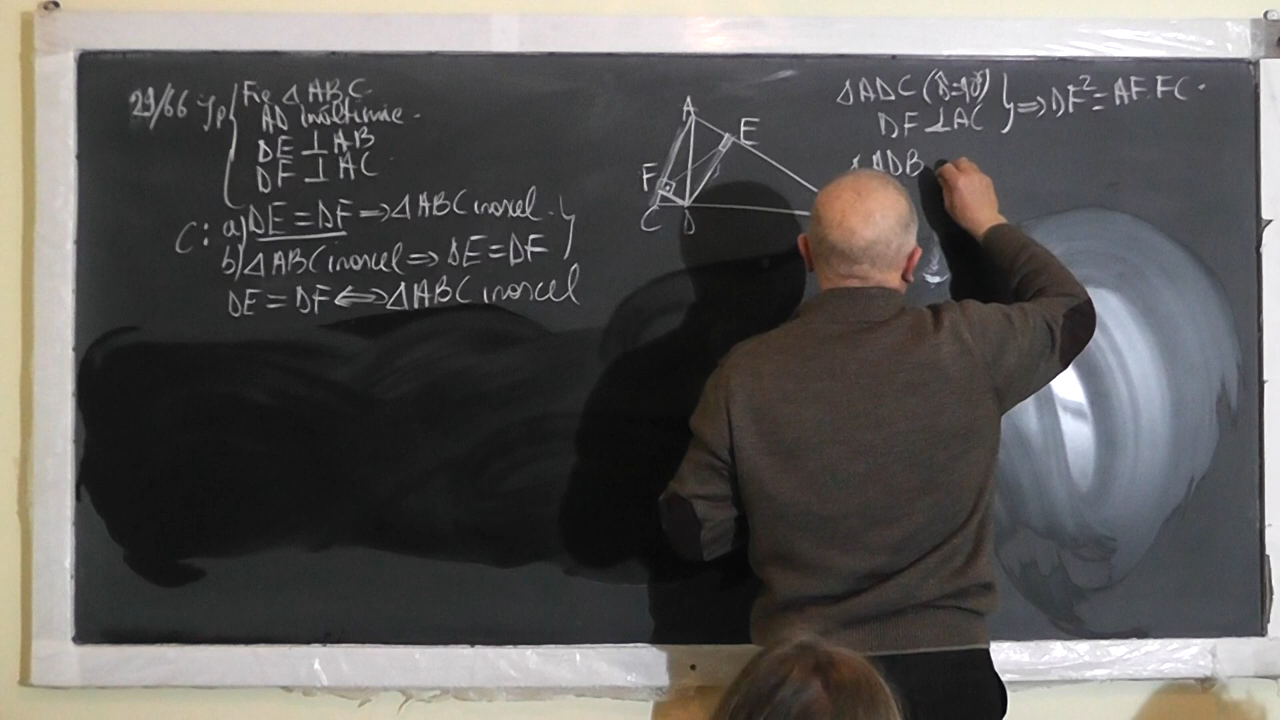 29/66 Ip { Fie △ ABC
AD înălțime.
DE ⊥ AB
DF ⊥ AC
C: a) DE = DF ⇒ △ ABC isoscel.
b) △ ABC isoscel ⇒ DE = DF }
DE = DF ⇔ △ ABC isoscel
A
E
F
C D
△ ADC (D̂=90°)
DF ⊥ AC } ⇒ DF² = AF·FC.
ADB